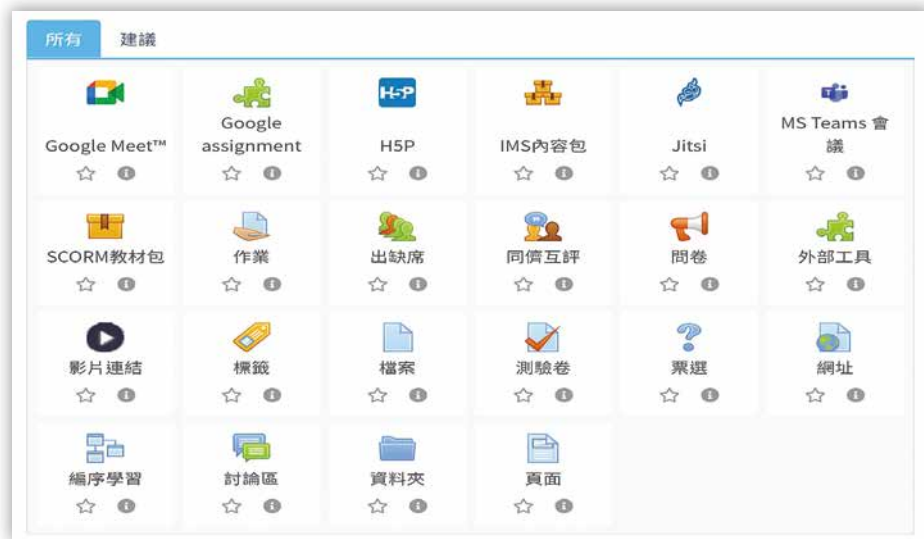 所有 建議
Google Meet™
Google
assignment
H5P
IMS內容包
Jitsi
MS Teams 會
議
SCORM教材包
作業
出缺席
同儕互評
問卷
外部工具
影片連結
標籤
檔案
測驗卷
票選
網址
編序學習
討論區
資料夾
頁面